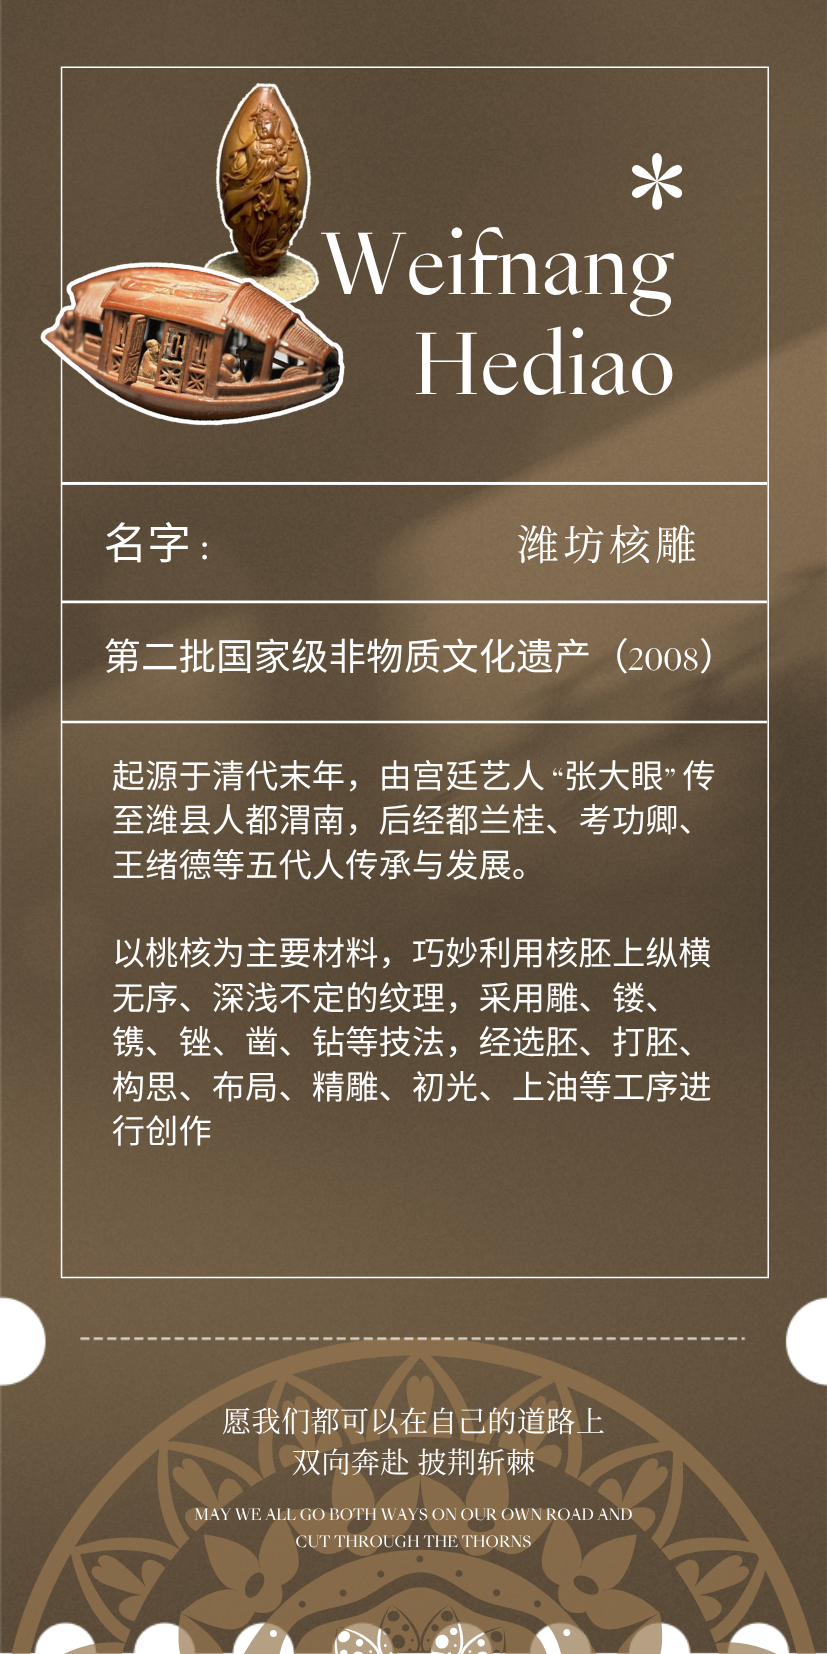 Weifnang
Hediao
名字:
潍坊核雕
第二批国家级非物质文化遗产（2008）
起源于清代末年，由宫廷艺人“张大眼”传
至潍县人都渭南，后经都兰桂、考功卿、
王绪德等五代人传承与发展。
以桃核为主要材料，巧妙利用核胚上纵横
无序、深浅不定的纹理，采用雕、镂、
镌、锉、凿、钻等技法，经选胚、打胚、
构思、布局、精雕、初光、上油等工序进
行创作
愿我们都可以在自己的道路上
双向奔赴 披荆斩棘
MAY WE ALL GO BOTH WAYS ON OUR OWN ROAD AND
CUT THROUGH THE THORNS